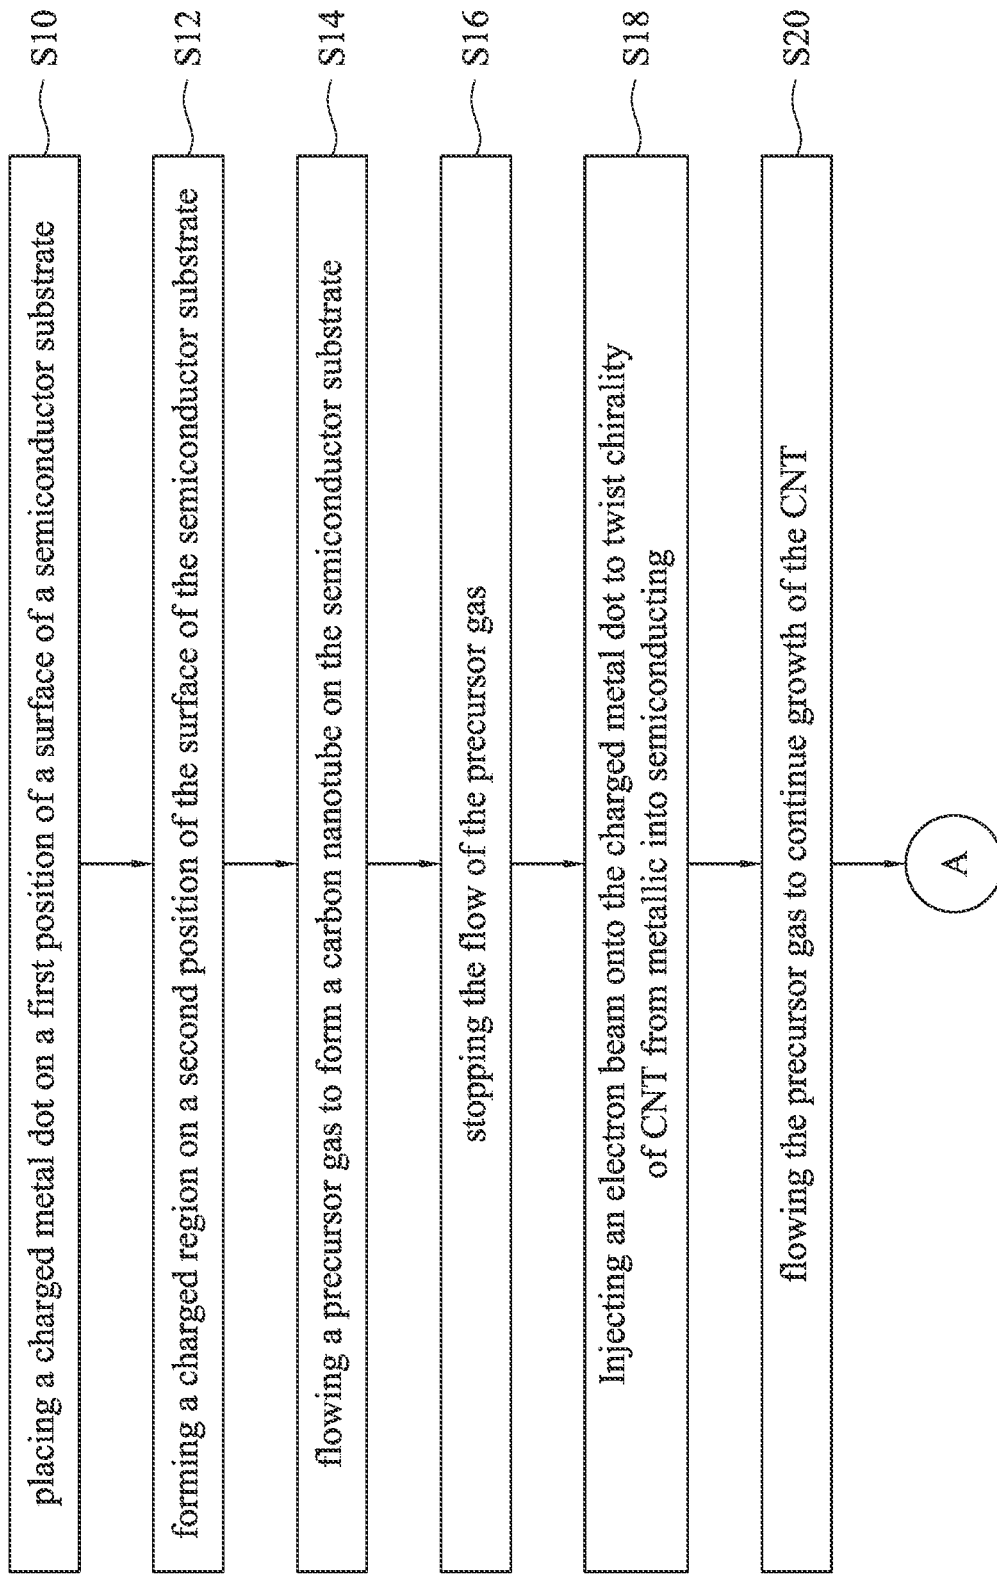 placing a charged metal dot on a first position of a surface of a semiconductor substrate
S10
forming a charged region on a second position of the surface of the semiconductor substrate
S12
flowing a precursor gas to form a carbon nanotube on the semiconductor substrate
S14
stopping the flow of the precursor gas
S16
Injecting an electron beam onto the charged metal dot to twist chirality
of CNT from metallic into semiconducting
S18
flowing the precursor gas to continue growth of the CNT
S20
A